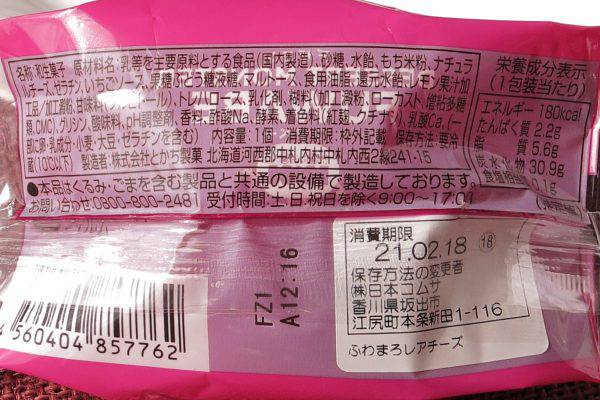 名称:和生菓子 原材料名:乳等を主要原料とする食品(国内製造)、砂糖、水飴、もち米粉、ナチュラ
ルチーズ、ゼラチン、いちごソース、果糖ぶどう糖液糖、マルトース、食用油脂、還元水飴、レモン果汁加
工品/加工澱粉、甘味料(ソルビトール)、トレハロース、乳化剤、糊料(加工澱粉、ローカスト、増粘多糖
類、CMC)、グリシン、酸味料、pH調整剤、香料、酢酸Na、酵素、着色料(紅麹、クチナシ)、乳酸Ca、(一
部に卵・乳成分・小麦・大豆・ゼラチンを含む) 内容量:1個 消費期限:枠外記載 保存方法:要冷
蔵(10℃以下) 製造者:株式会社とかち製菓 北海道河西郡中札内村中札内西2線241-15
●本品はくるみ・ごまを含む製品と共通の設備で製造しております。
お問い合わせ 0800-800-2481 受付時間:土、日、祝日を除く9:00〜17:01
栄養成分表示
(1包装当たり)
エネルギー 180kcal
たんぱく質 2.2g
脂質 5.6g
炭水化物 30.9g
食塩相当 0.1g
消費期限
21.02.18 ⑱
保存方法の変更者
(株)日本コムサ
香川県坂出市
江尻町本条新田1-116
ふわまろレアチーズ
FZ1
A12.16
4 560404 857762